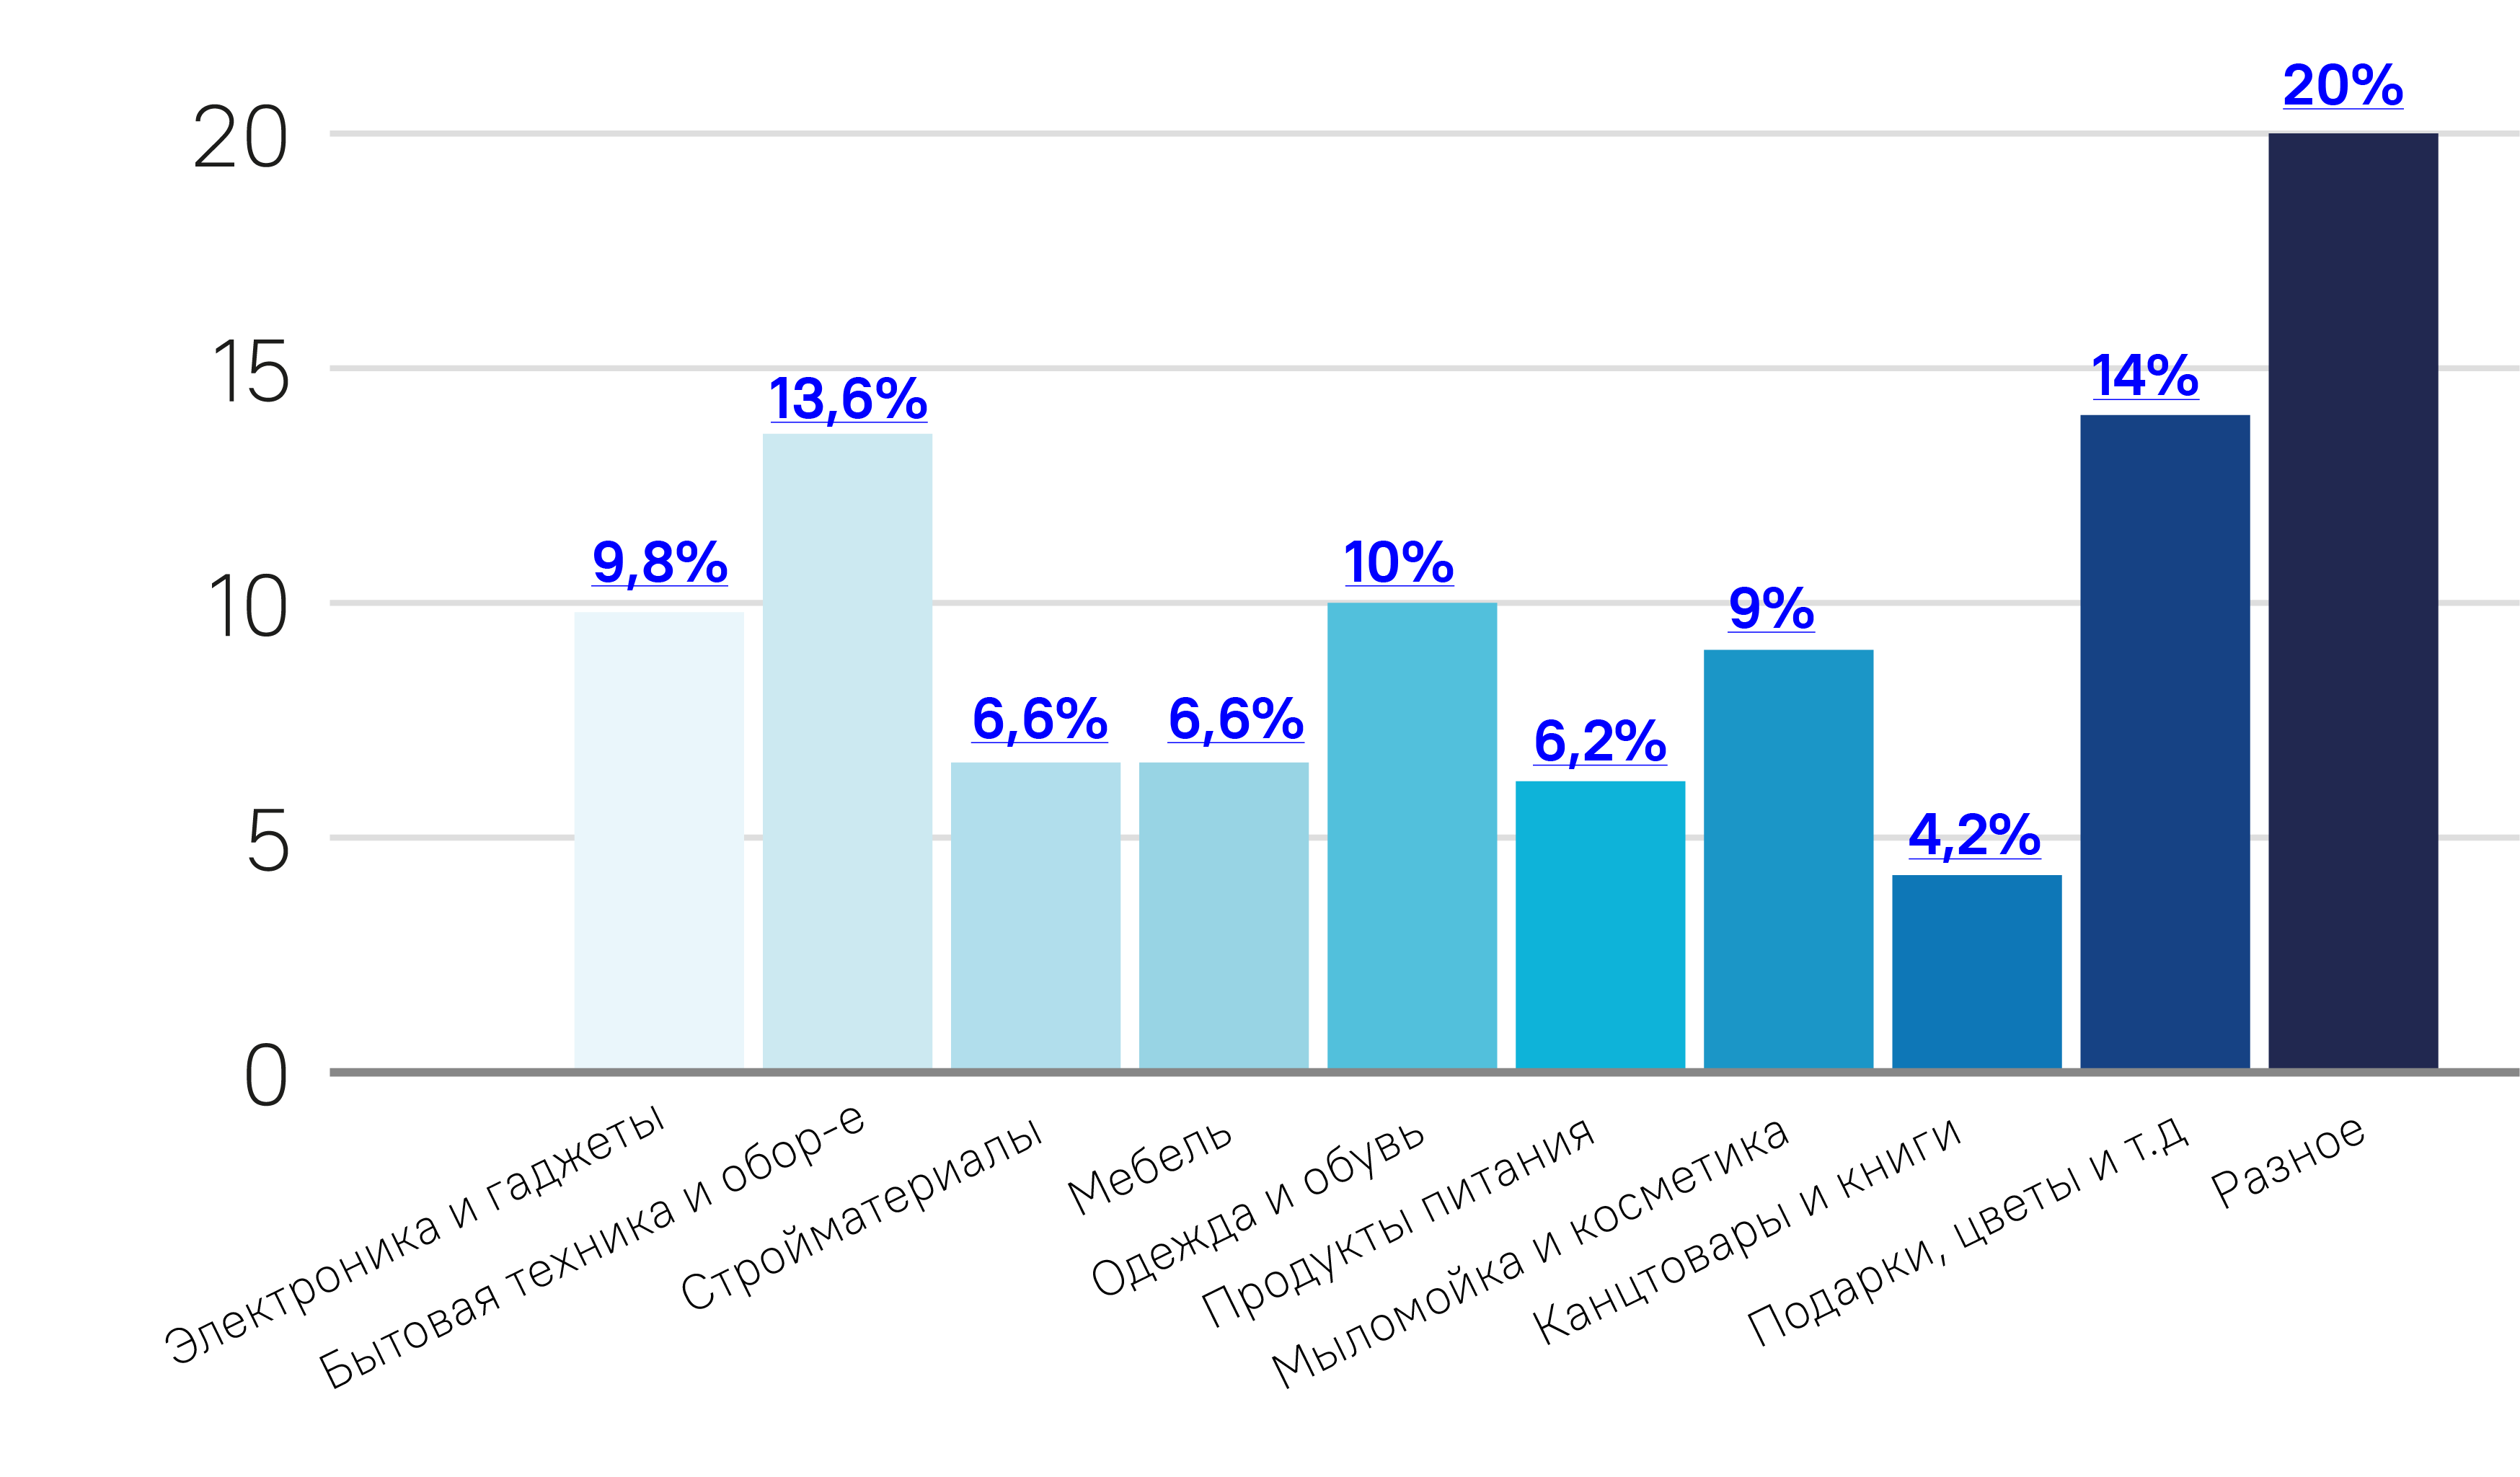 20%
20
15
14%
13,6%
9,8%
10%
10
9%
6,6%
6,6%
6,2%
5
4,2%
0
Электроника и гаджеты
Бытовая техника и обор-е
Стройматериалы
Мебель
Одежда и обувь
Продукты питания
Мыломойка и косметика
Канцтовары и книги
Подарки, цветы и т.д
Разное